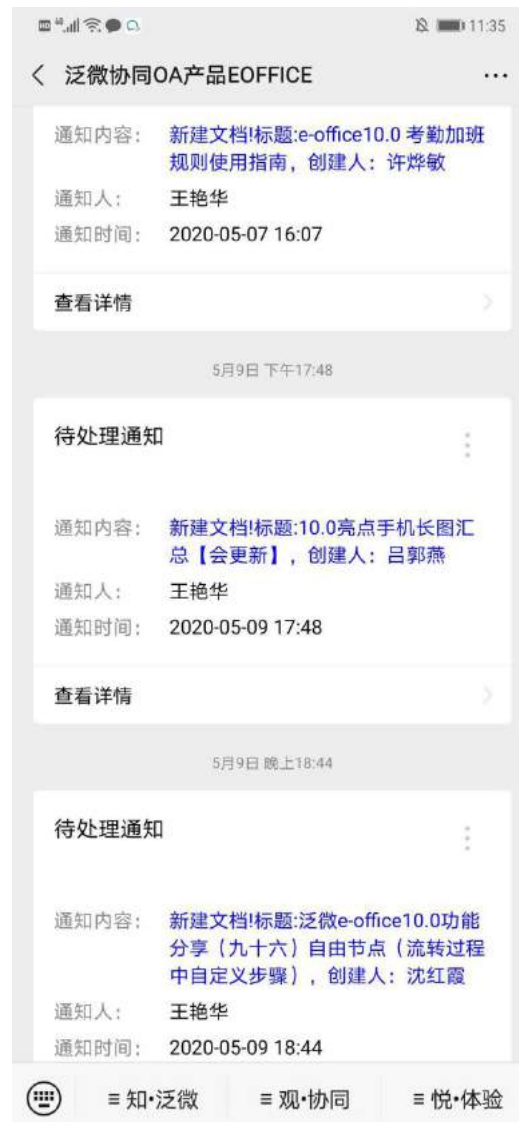 HD 4G 11:35
泛微协同OA产品EOFFICE
通知内容: 新建文档!标题:e-office10.0 考勤加班
规则使用指南，创建人：许烨敏
通知人: 王艳华
通知时间: 2020-05-07 16:07
查看详情
5月9日 下午17:48
待处理通知
通知内容: 新建文档!标题:10.0亮点手机长图汇
总【会更新】，创建人：吕郭燕
通知人: 王艳华
通知时间: 2020-05-09 17:48
查看详情
5月9日 晚上18:44
待处理通知
通知内容: 新建文档!标题:泛微e-office10.0功能
分享（九十六）自由节点（流转过程
中自定义步骤），创建人：沈红霞
通知人: 王艳华
通知时间: 2020-05-09 18:44
知•泛微 观•协同 悦•体验